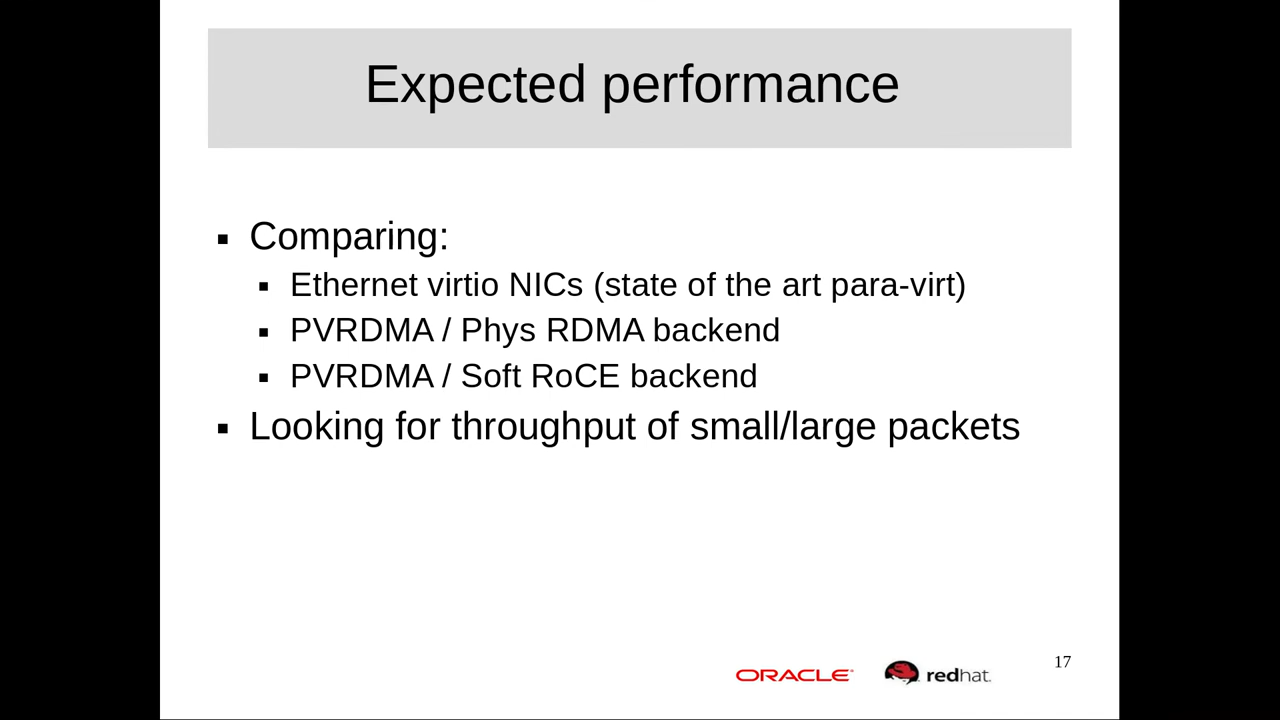 Expected performance
▪ Comparing:
▪ Ethernet virtio NICs (state of the art para-virt)
▪ PVRDMA / Phys RDMA backend
▪ PVRDMA / Soft RoCE backend
▪ Looking for throughput of small/large packets
ORACLE® redhat.
17